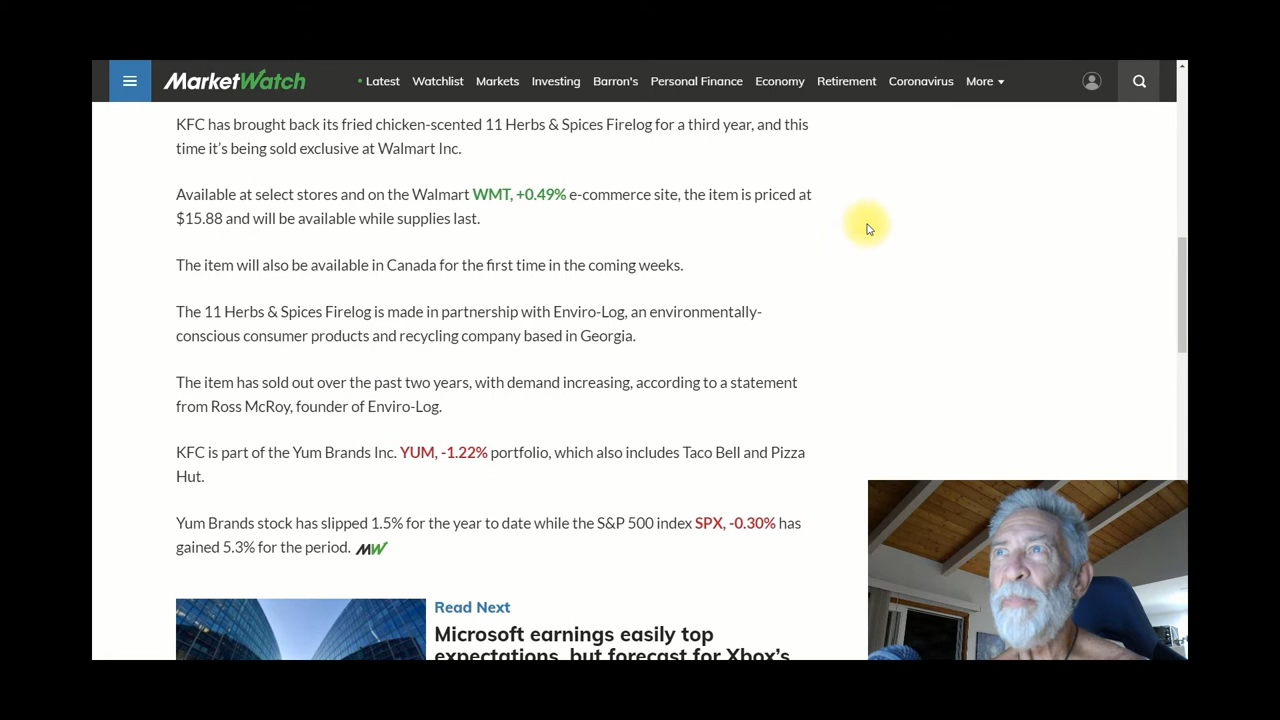 MarketWatch
• Latest Watchlist Markets Investing Barron's Personal Finance Economy Retirement Coronavirus More
KFC has brought back its fried chicken-scented 11 Herbs & Spices Firelog for a third year, and this
time it’s being sold exclusive at Walmart Inc.
Available at select stores and on the Walmart WMT, +0.49% e-commerce site, the item is priced at
$15.88 and will be available while supplies last.
The item will also be available in Canada for the first time in the coming weeks.
The 11 Herbs & Spices Firelog is made in partnership with Enviro-Log, an environmentally-
conscious consumer products and recycling company based in Georgia.
The item has sold out over the past two years, with demand increasing, according to a statement
from Ross McRoy, founder of Enviro-Log.
KFC is part of the Yum Brands Inc. YUM, -1.22% portfolio, which also includes Taco Bell and Pizza
Hut.
Yum Brands stock has slipped 1.5% for the year to date while the S&P 500 index SPX, -0.30% has
gained 5.3% for the period. MW
Read Next
Microsoft earnings easily top
expectations, but forecast for Xbox’s